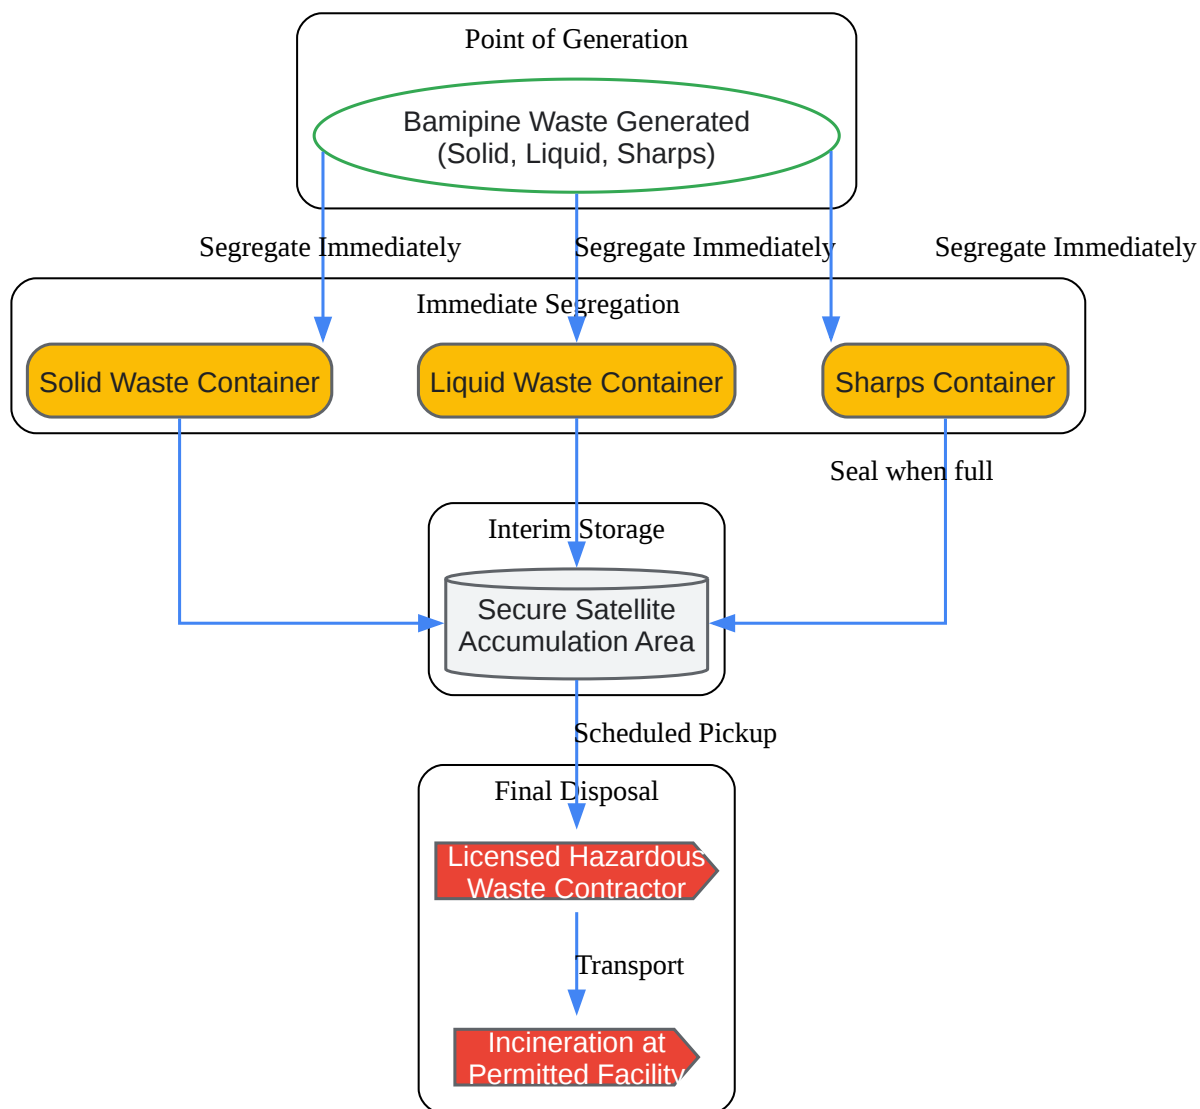 Point of Generation
Bamipine Waste Generated
(Solid, Liquid, Sharps)
Segregate Immediately
Segregate Immediately
Segregate Immediately
Immediate Segregation
Solid Waste Container
Liquid Waste Container
Sharps Container
Seal when full
Interim Storage
Secure Satellite
Accumulation Area
Scheduled Pickup
Final Disposal
Licensed Hazardous
Waste Contractor
Transport
Incineration at
Permitted Facility